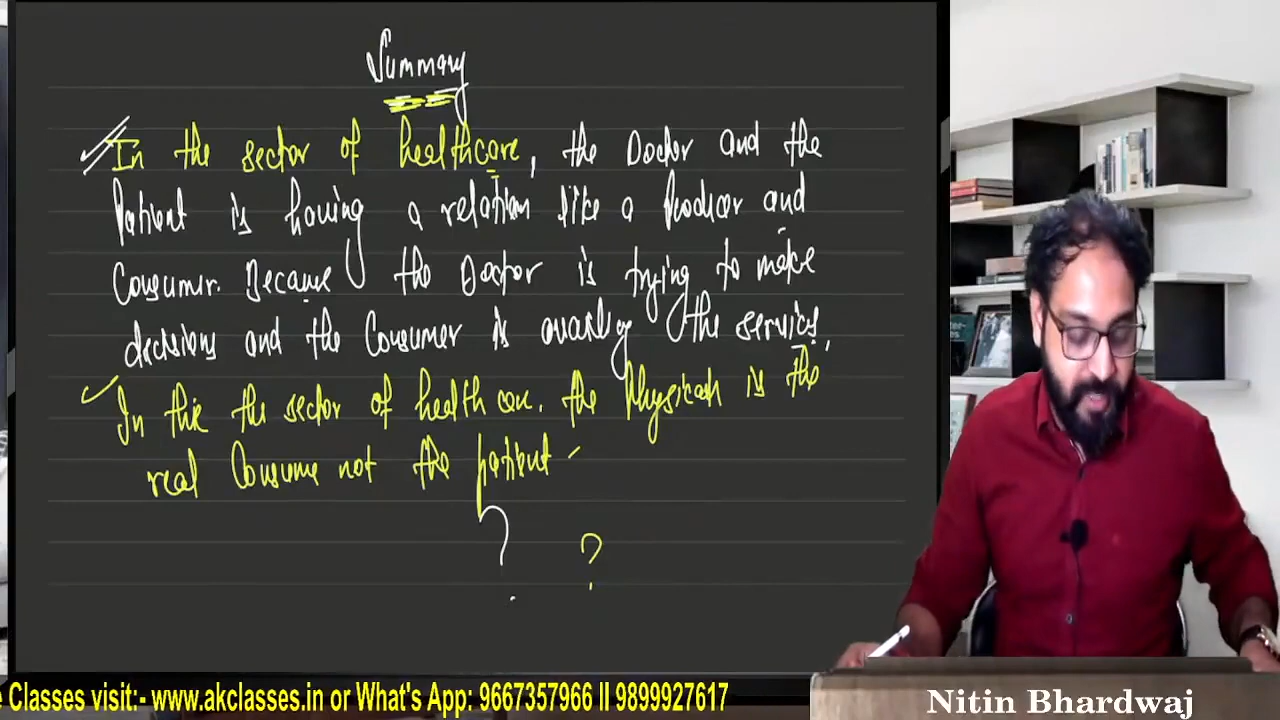 Summary
In the sector of healthcare, the Doctor and the
Patient is having a relation like a Producer and
Consumer. Because the Doctor is trying to make
decisions and the Consumer is availing the services.
In this the sector of health care. the Physician is the
real Consume not the patient -
? ?
e Classes visit:- www.akclasses.in or What's App: 9667357966 II 9899927617
Nitin Bhardwaj